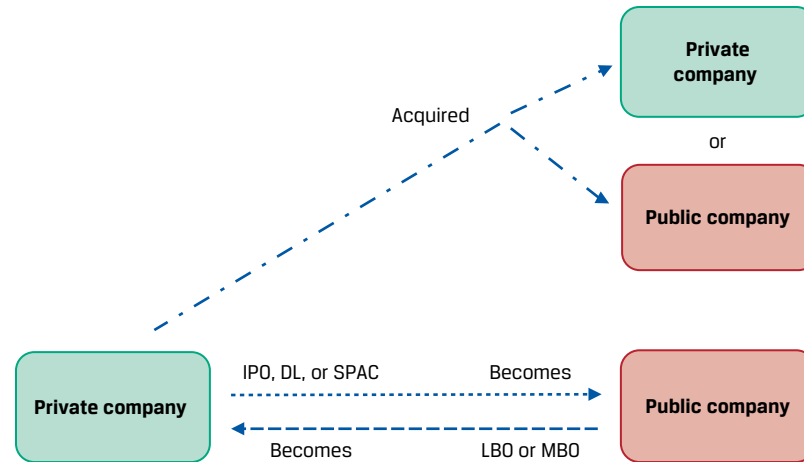 Private
company
Acquired
or
Public company
IPO, DL, or SPAC
Becomes
Private company
Public company
Becomes
LBO or MBO